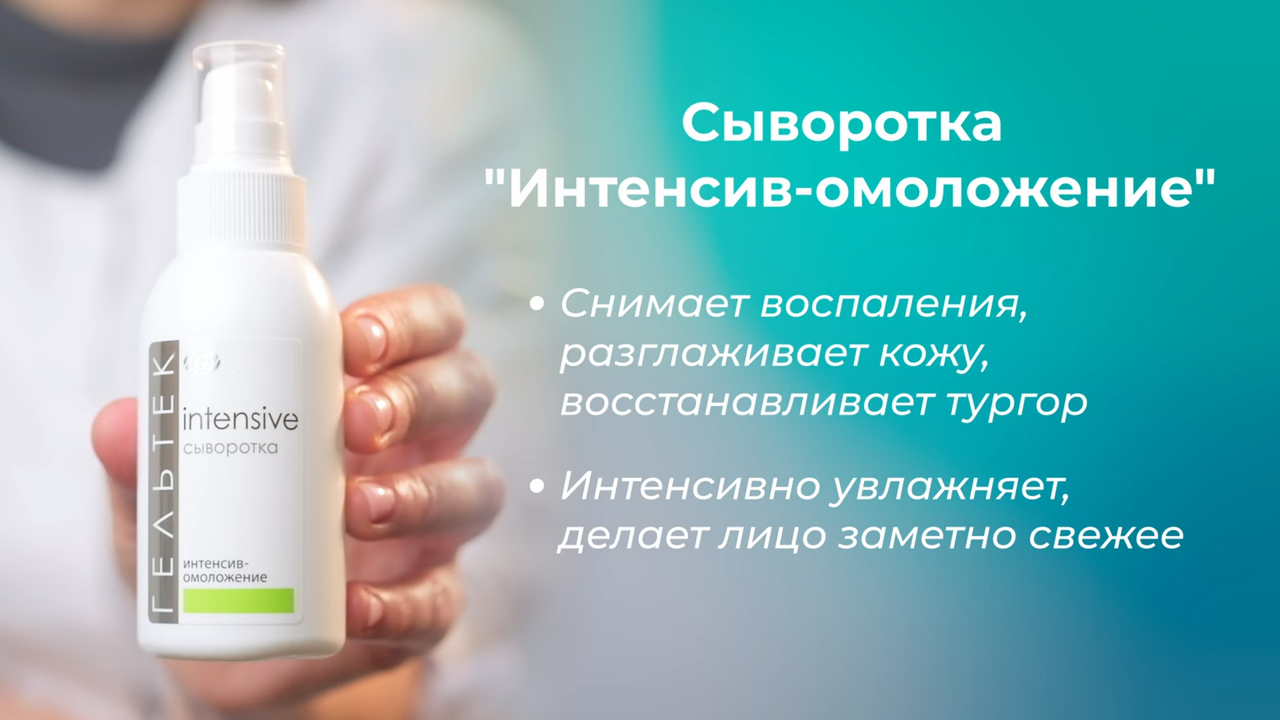 Сыворотка
"Интенсив-омоложение"
• Снимает воспаления,
разглаживает кожу,
восстанавливает тургор
• Интенсивно увлажняет,
делает лицо заметно свежее
ГЕЛЬТЕК
intensive
сыворотка
интенсив-
омоложение